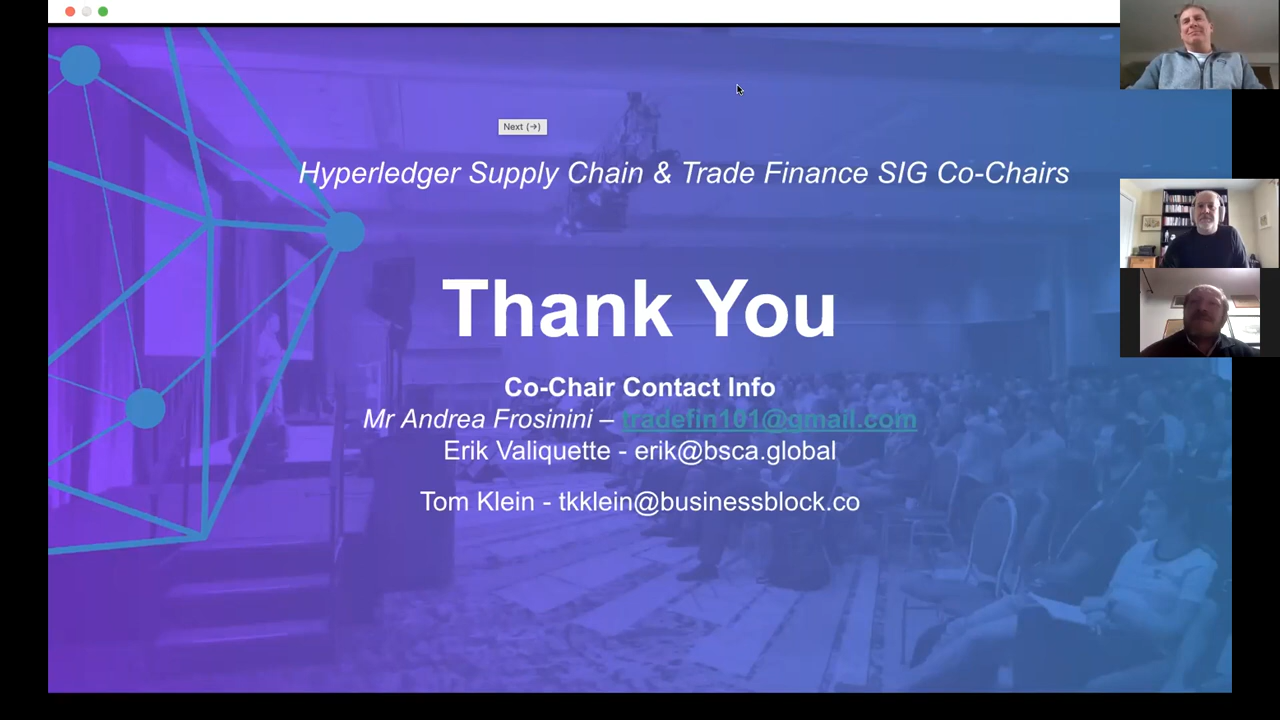 Next (→)
Hyperledger Supply Chain & Trade Finance SIG Co-Chairs
Thank You
Co-Chair Contact Info
Mr Andrea Frosinini – tradefin101@gmail.com
Erik Valiquette - erik@bsca.global
Tom Klein - tkklein@businessblock.co